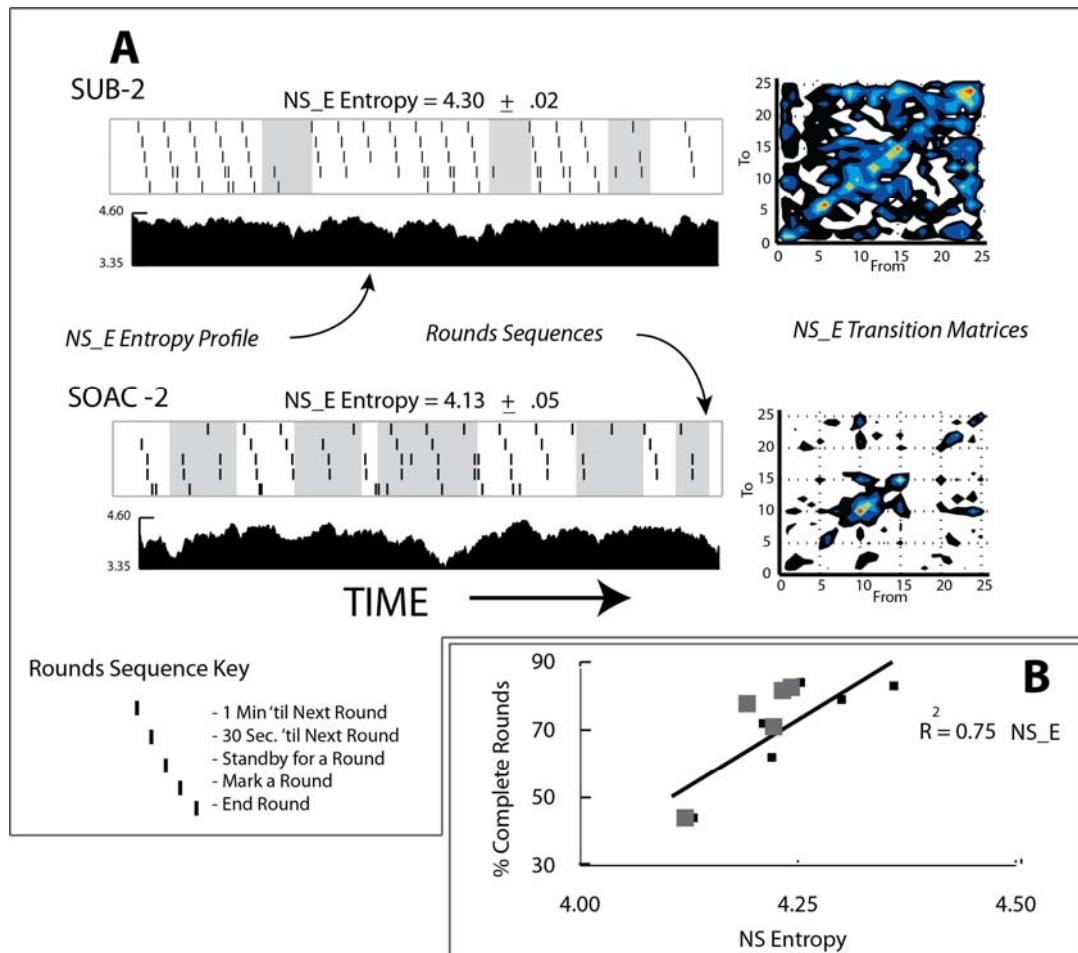 A
SUB-2
NS_E Entropy = 4.30 ± .02
4.60
3.35
25
20
15
10
5
0
To
0 5 10 15 20 25
From
NS_E Entropy Profile
Rounds Sequences
NS_E Transition Matrices
SOAC -2
NS_E Entropy = 4.13 ± .05
4.60
3.35
25
20
15
10
5
0
To
0 5 10 15 20 25
From
TIME
Rounds Sequence Key
- 1 Min 'til Next Round
- 30 Sec. 'til Next Round
- Standby for a Round
- Mark a Round
- End Round
B
90
70
50
30
% Complete Rounds
R² = 0.75 NS_E
4.00 4.25 4.50
NS Entropy